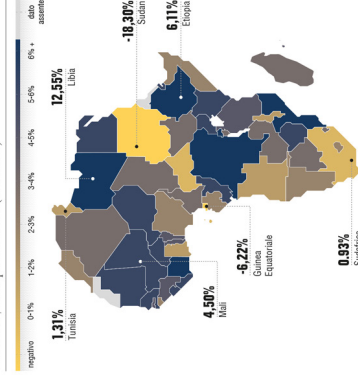 negativo
0-1%
1-2%
2-3%
3-4%
4-5%
5-6%
6% +
dato
assente
1,31%
Tunisia
12,55%
Libia
-18,30%
Sudan
6,11%
Etiopia
4,50%
Mali
-6,22%
Guinea
Equatoriale
0,93%